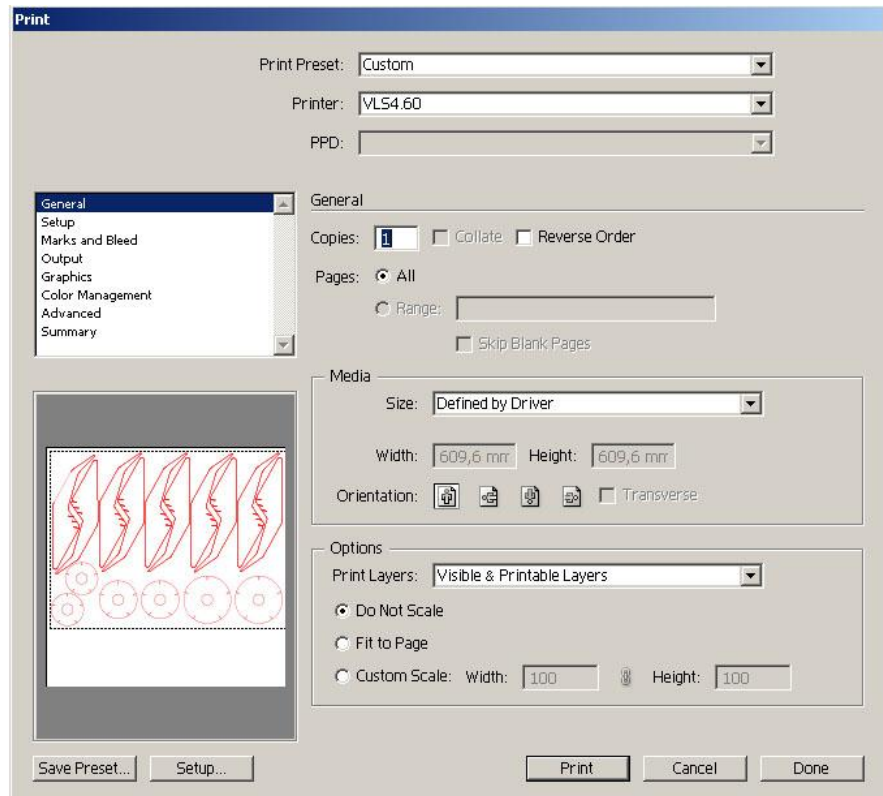 Print
Print Preset: Custom
Printer: VLS4.60
PPD:
General
Setup
Marks and Bleed
Output
Graphics
Color Management
Advanced
Summary
General
Copies: 1 Collate Reverse Order
Pages: All
Range:
Skip Blank Pages
Media
Size: Defined by Driver
Width: 609,6 mm Height: 609,6 mm
Orientation: Transverse
Options
Print Layers: Visible & Printable Layers
Do Not Scale
Fit to Page
Custom Scale: Width: 100 Height: 100
Save Preset... Setup... Print Cancel Done